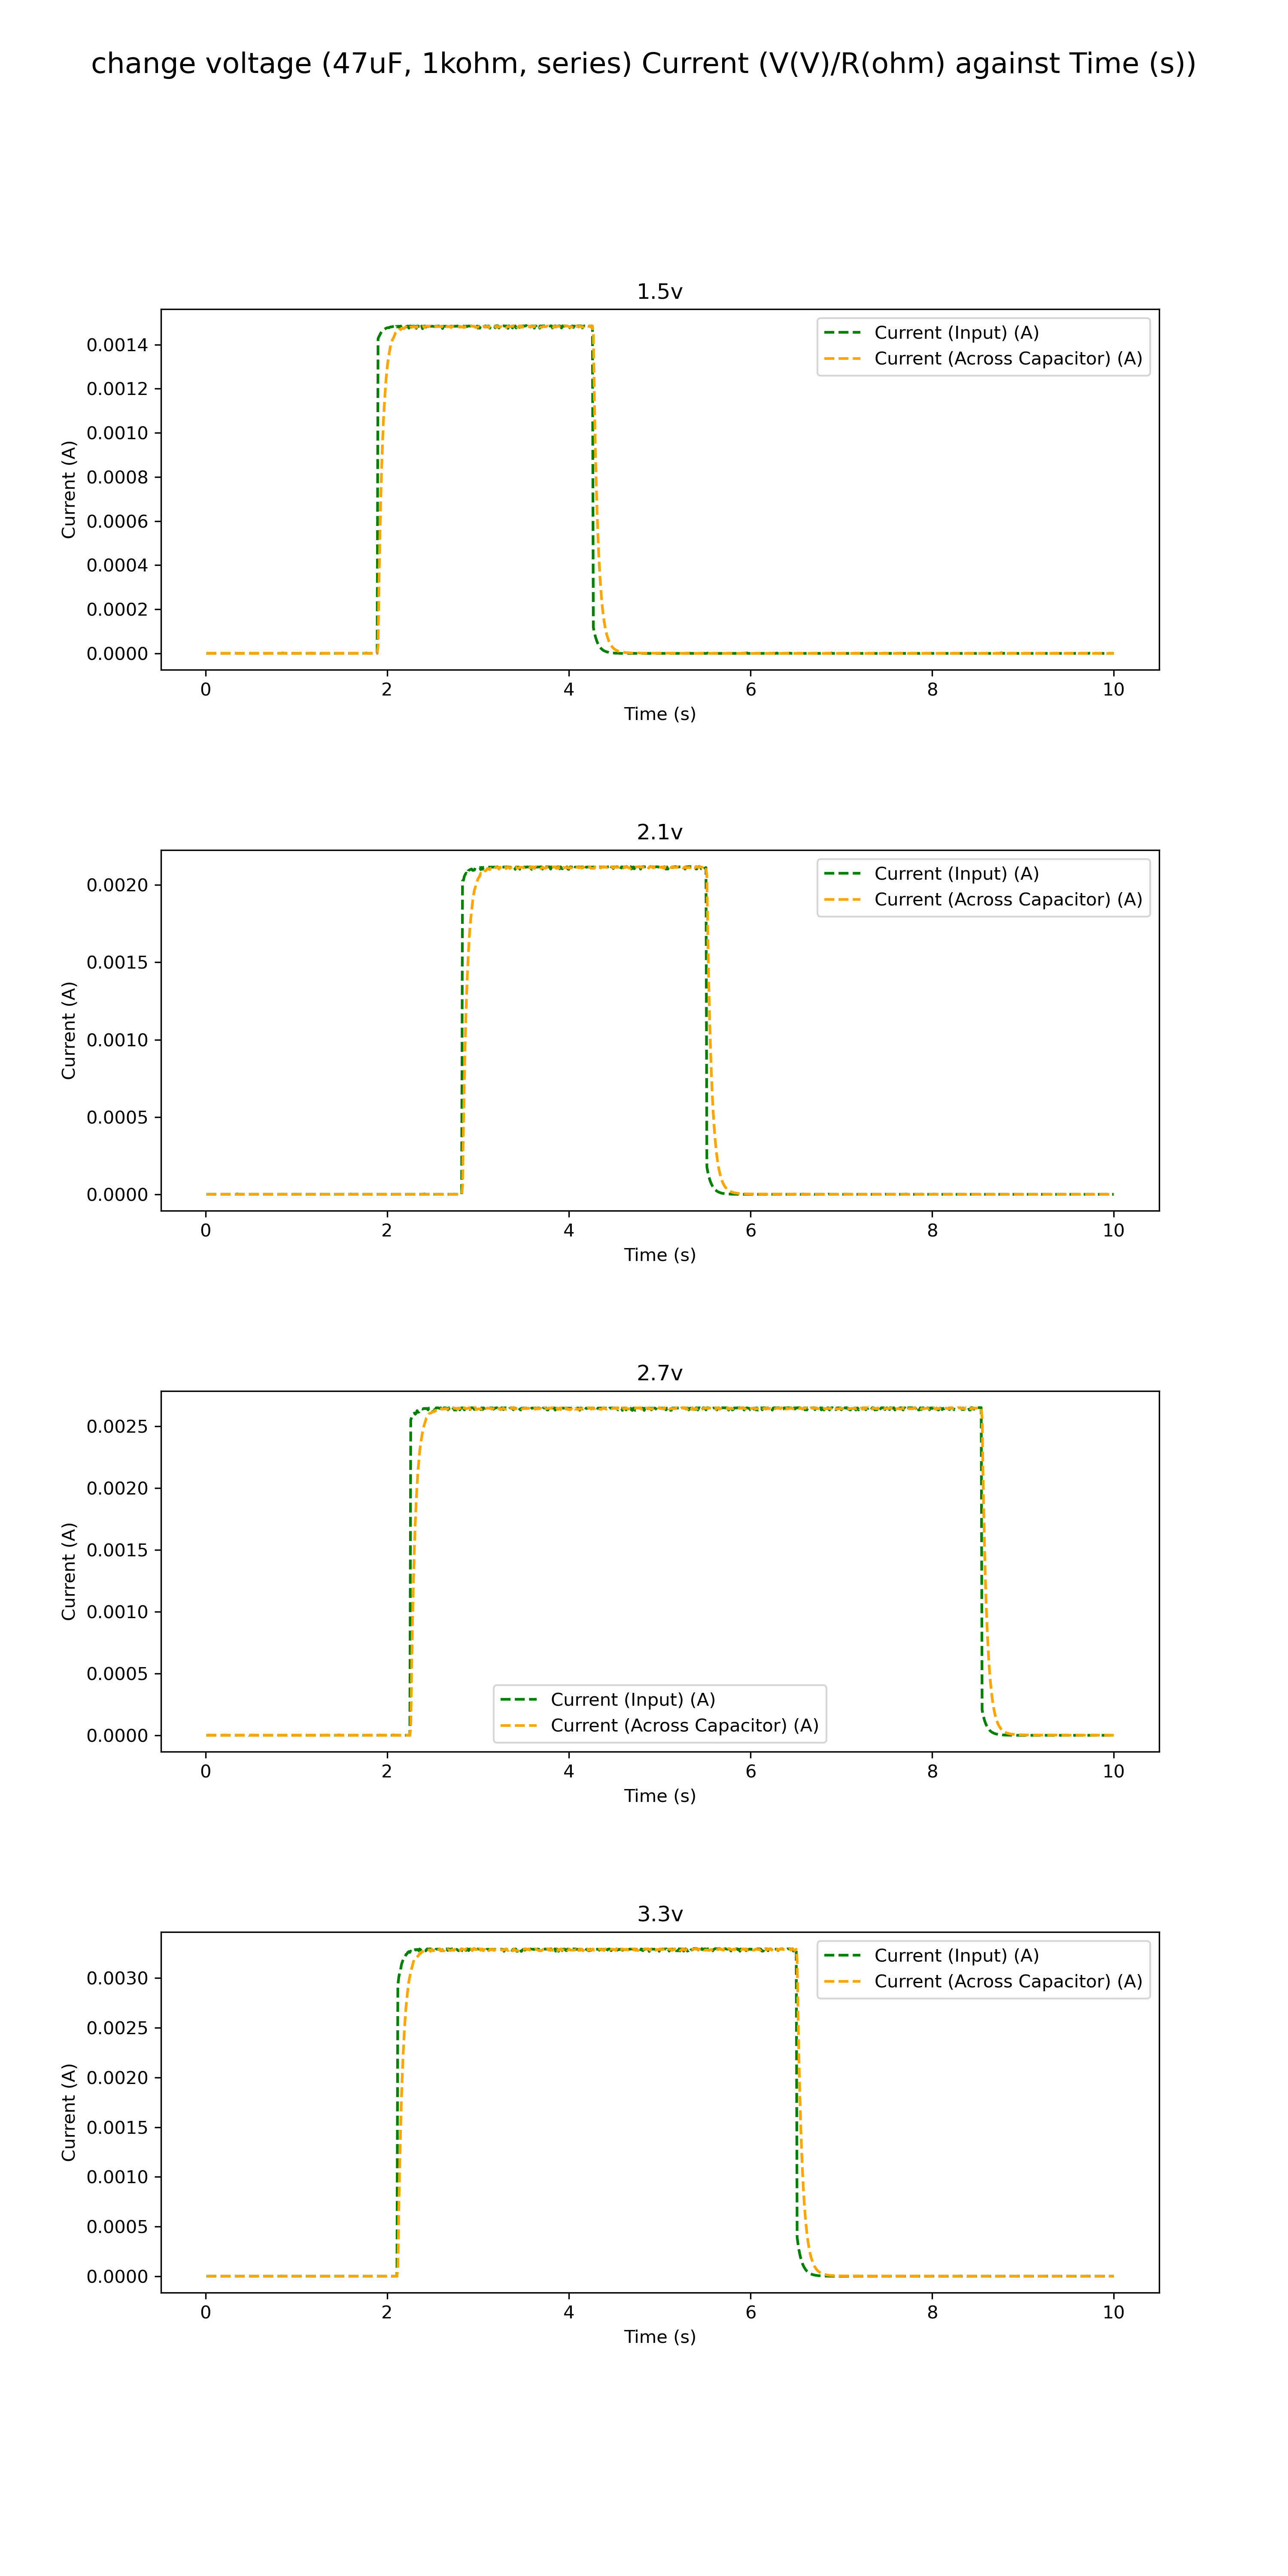 change voltage (47uF, 1kohm, series) Current (V(V)/R(ohm) against Time (s))
1.5v
Current (Input) (A)
Current (Across Capacitor) (A)
0.0014
0.0012
0.0010
0.0008
0.0006
0.0004
0.0002
0.0000
Current (A)
0 2 4 6 8 10
Time (s)
2.1v
Current (Input) (A)
Current (Across Capacitor) (A)
0.0020
0.0015
0.0010
0.0005
0.0000
Current (A)
0 2 4 6 8 10
Time (s)
2.7v
0.0025
0.0020
0.0015
0.0010
0.0005
0.0000
Current (A)
Current (Input) (A)
Current (Across Capacitor) (A)
0 2 4 6 8 10
Time (s)
3.3v
Current (Input) (A)
Current (Across Capacitor) (A)
0.0030
0.0025
0.0020
0.0015
0.0010
0.0005
0.0000
Current (A)
0 2 4 6 8 10
Time (s)